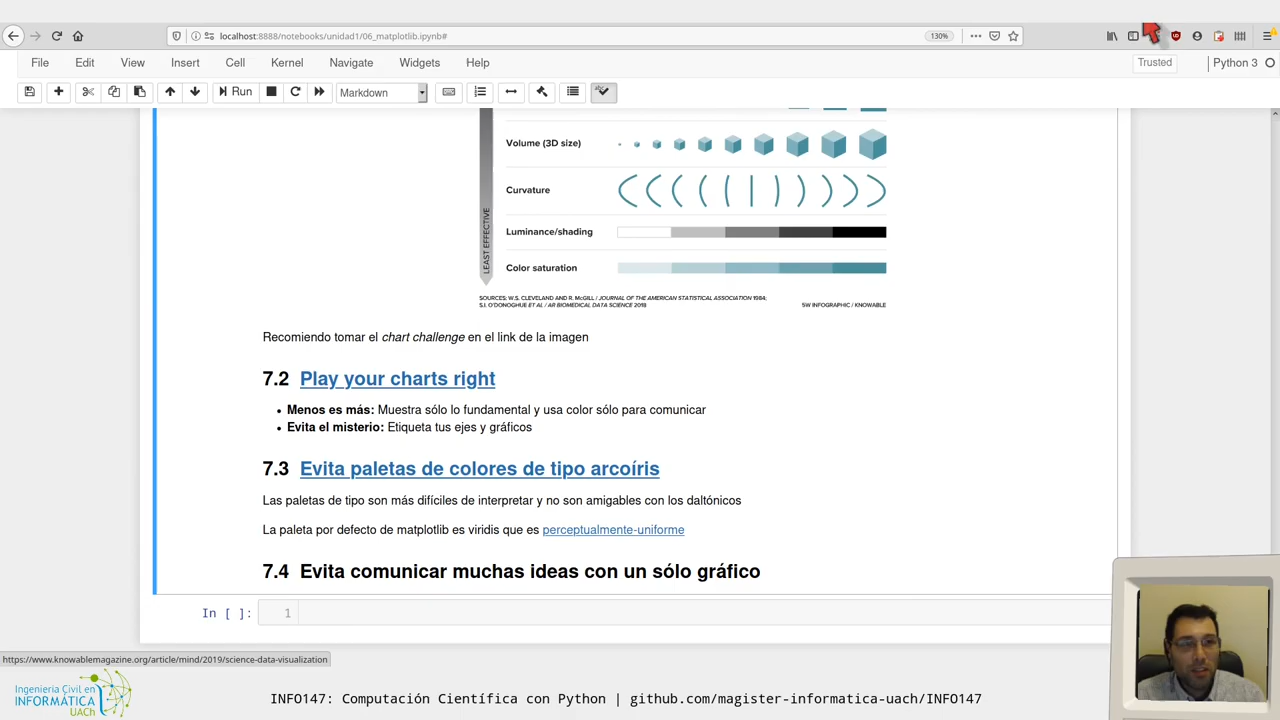 localhost:8888/notebooks/unidad1/06_matplotlib.ipynb#
130%
File Edit View Insert Cell Kernel Navigate Widgets Help
Trusted
Python 3
Run
Markdown
Volume (3D size)
Curvature
LEAST EFFECTIVE
Luminance/shading
Color saturation
SOURCES: W.S. CLEVELAND AND R. McGILL / JOURNAL OF THE AMERICAN STATISTICAL ASSOCIATION 1984;
S.I. O'DONOGHUE ET AL / AR BIOMEDICAL DATA SCIENCE 2018
5W INFOGRAPHIC / KNOWABLE
Recomiendo tomar el chart challenge en el link de la imagen
7.2 Play your charts right
• Menos es más: Muestra sólo lo fundamental y usa color sólo para comunicar
• Evita el misterio: Etiqueta tus ejes y gráficos
7.3 Evita paletas de colores de tipo arcoíris
Las paletas de tipo son más difíciles de interpretar y no son amigables con los daltónicos
La paleta por defecto de matplotlib es viridis que es perceptualmente-uniforme
7.4 Evita comunicar muchas ideas con un sólo gráfico
In [ ]: 1
https://www.knowablemagazine.org/article/mind/2019/science-data-visualization
Ingeniería Civil en
INFORMÁTICA
UACh
INFO147: Computación Científica con Python | github.com/magister-informatica-uach/INFO147